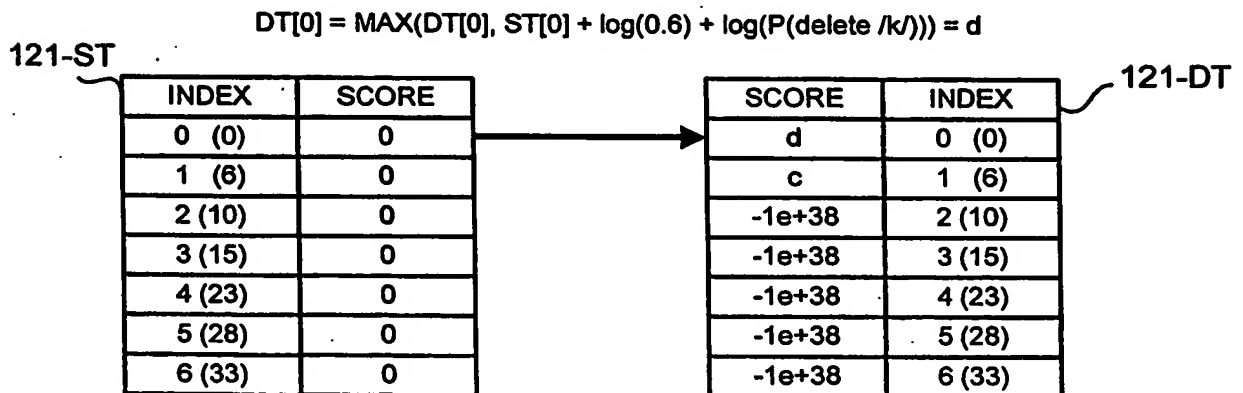 DT[0] = MAX(DT[0], ST[0] + log(0.6) + log(P(delete /k/))) = d
121-ST
121-DT
INDEX SCORE SCORE INDEX
0 (0) 0 d 0 (0)
1 (6) 0 c 1 (6)
2 (10) 0 -1e+38 2 (10)
3 (15) 0 -1e+38 3 (15)
4 (23) 0 -1e+38 4 (23)
5 (28) 0 -1e+38 5 (28)
6 (33) 0 -1e+38 6 (33)